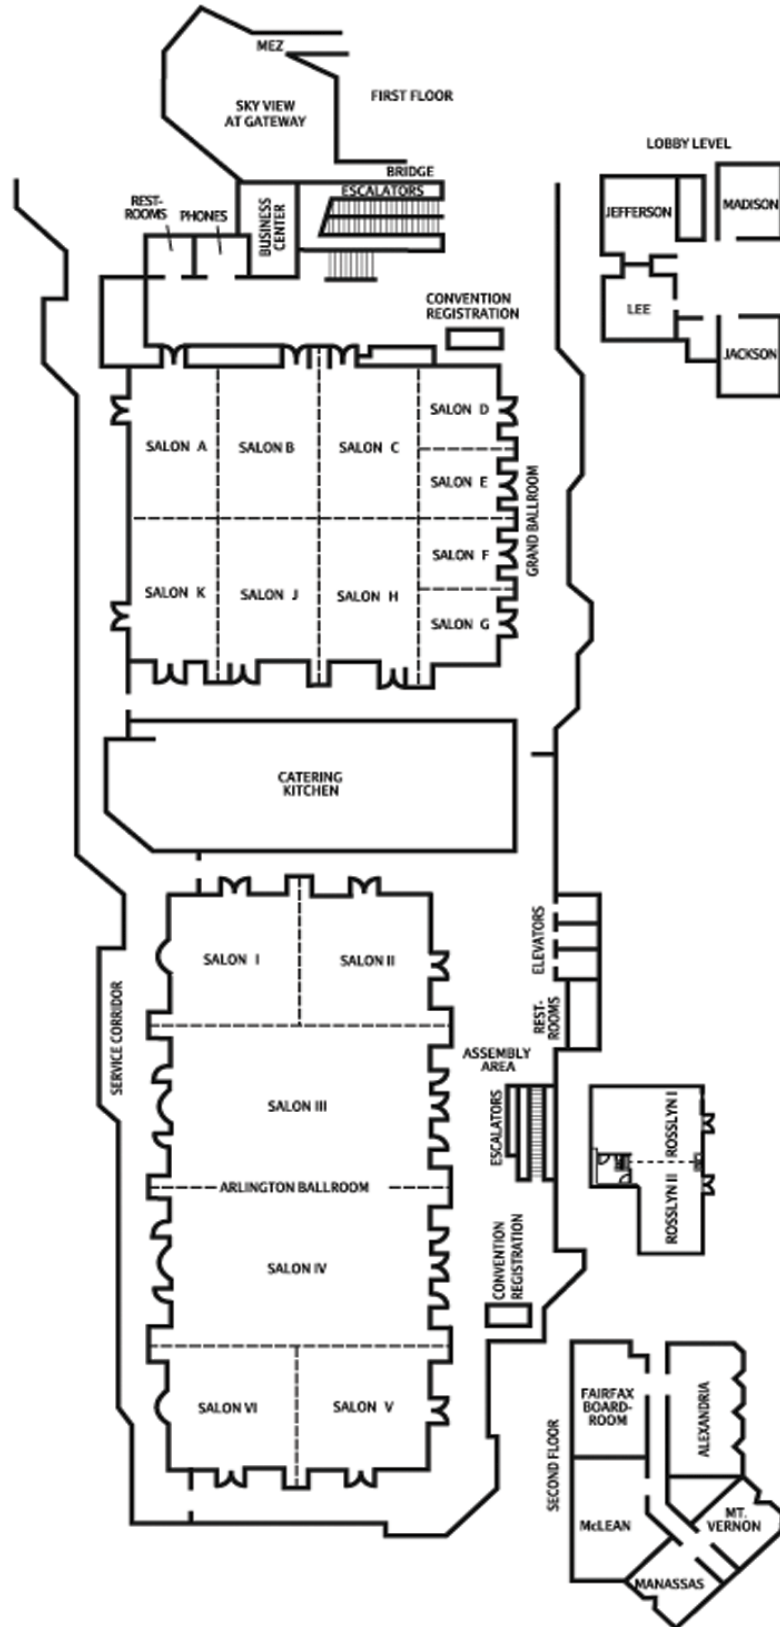 MEZ
SKY VIEW
AT GATEWAY
FIRST FLOOR
BRIDGE
ESCALATORS
REST-
ROOMS
PHONES
BUSINESS
CENTER
LOBBY LEVEL
JEFFERSON
MADISON
LEE
JACKSON
CONVENTION
REGISTRATION
SALON A
SALON B
SALON C
SALON D
SALON E
SALON F
SALON G
SALON K
SALON J
SALON H
GRAND BALLROOM
CATERING
KITCHEN
SALON I
SALON II
ELEVATORS
REST-
ROOMS
SERVICE CORRIDOR
ASSEMBLY
AREA
ESCALATORS
SALON III
ARLINGTON BALLROOM
SALON IV
ROSSLYN I
ROSSLYN II
CONVENTION
REGISTRATION
SALON VI
SALON V
SECOND FLOOR
FAIRFAX
BOARD-
ROOM
ALEXANDRIA
McLEAN
MT.
VERNON
MANASSAS